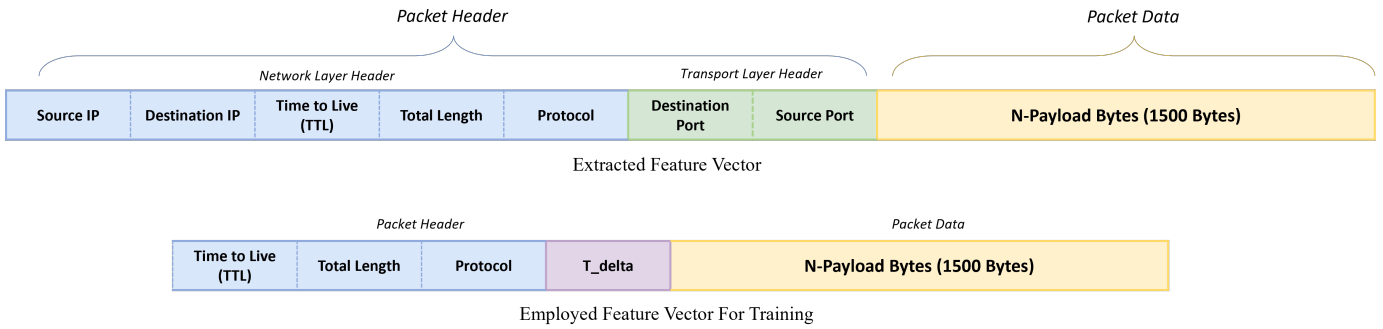 Packet Header
Packet Data
Network Layer Header
Transport Layer Header
Source IP
Destination IP
Time to Live
(TTL)
Total Length
Protocol
Destination
Port
Source Port
N-Payload Bytes (1500 Bytes)
Extracted Feature Vector
Packet Header
Packet Data
Time to Live
(TTL)
Total Length
Protocol
T_delta
N-Payload Bytes (1500 Bytes)
Employed Feature Vector For Training